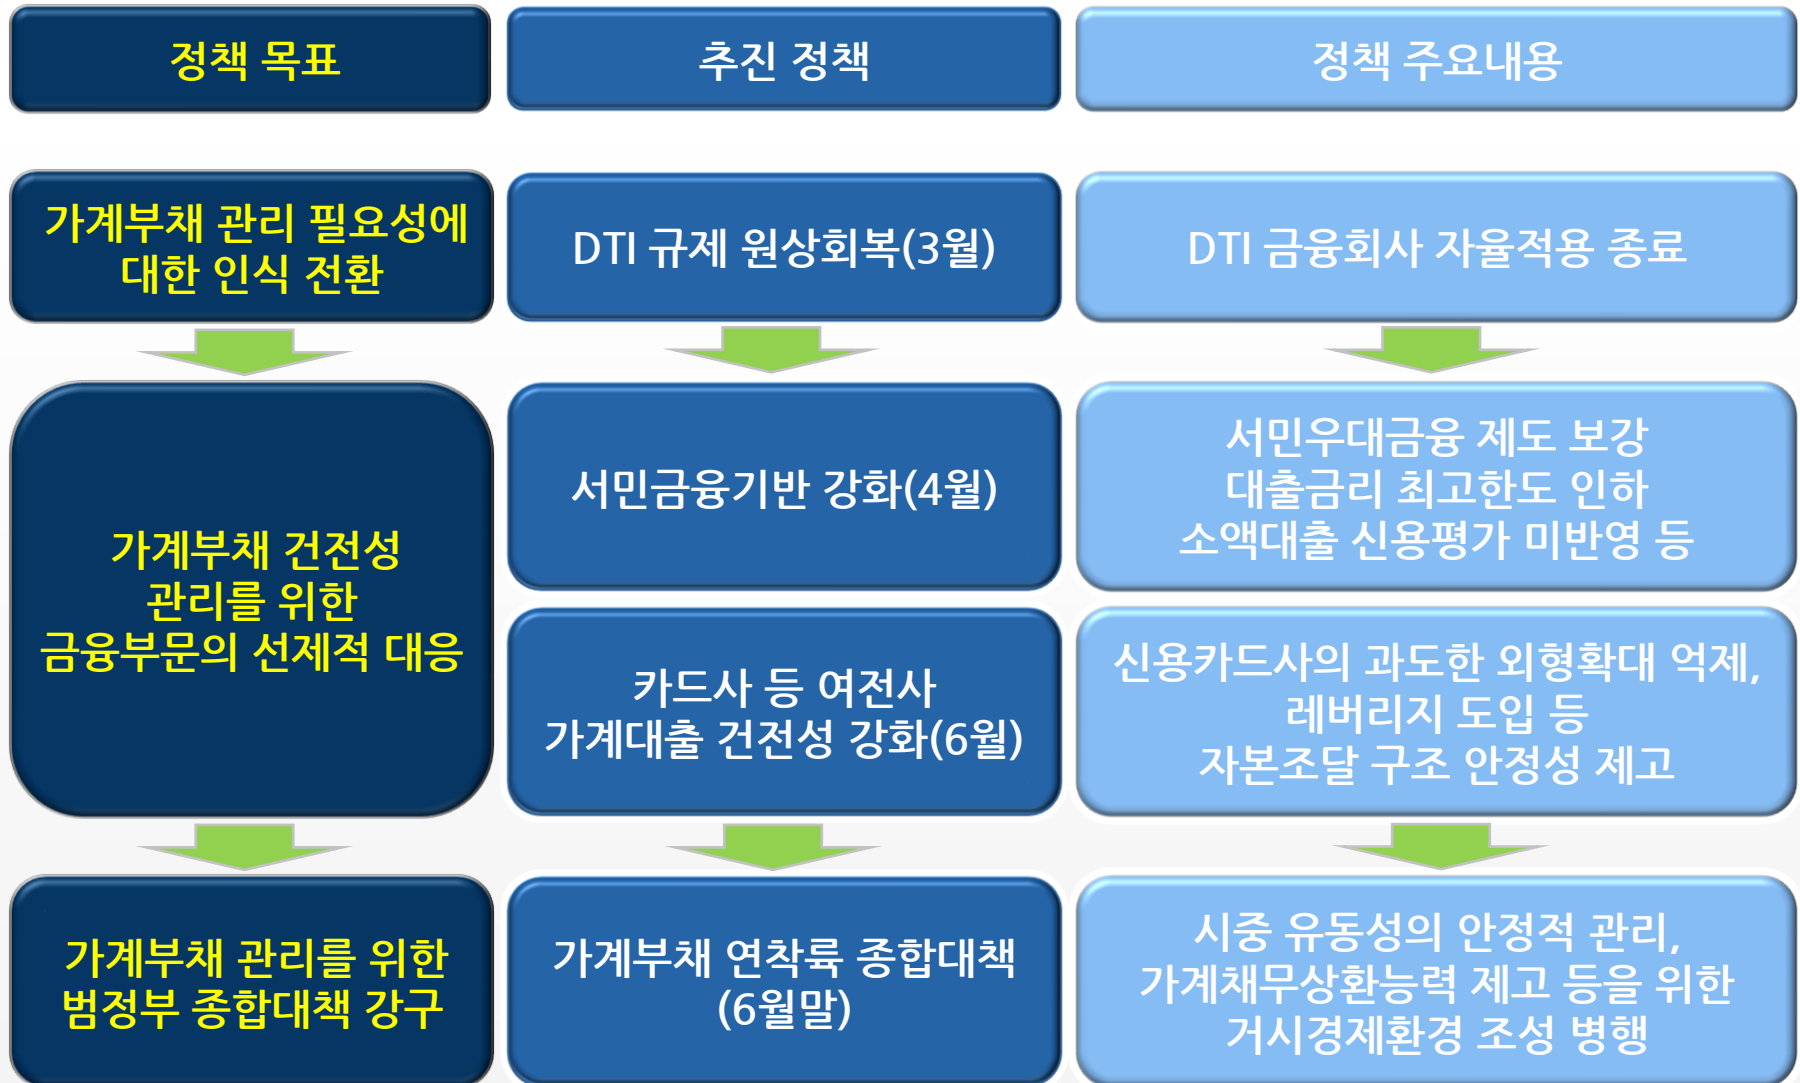 정책 목표
추진 정책
정책 주요내용
가계부채 관리 필요성에
대한 인식 전환
DTI 규제 원상회복(3월)
DTI 금융회사 자율적용 종료
가계부채 건전성
관리를 위한
금융부문의 선제적 대응
서민금융기반 강화(4월)
서민우대금융 제도 보강
대출금리 최고한도 인하
소액대출 신용평가 미반영 등
카드사 등 여전사
가계대출 건전성 강화(6월)
신용카드사의 과도한 외형확대 억제,
레버리지 도입 등
자본조달 구조 안정성 제고
가계부채 관리를 위한
범정부 종합대책 강구
가계부채 연착륙 종합대책
(6월말)
시중 유동성의 안정적 관리,
가계채무상환능력 제고 등을 위한
거시경제환경 조성 병행